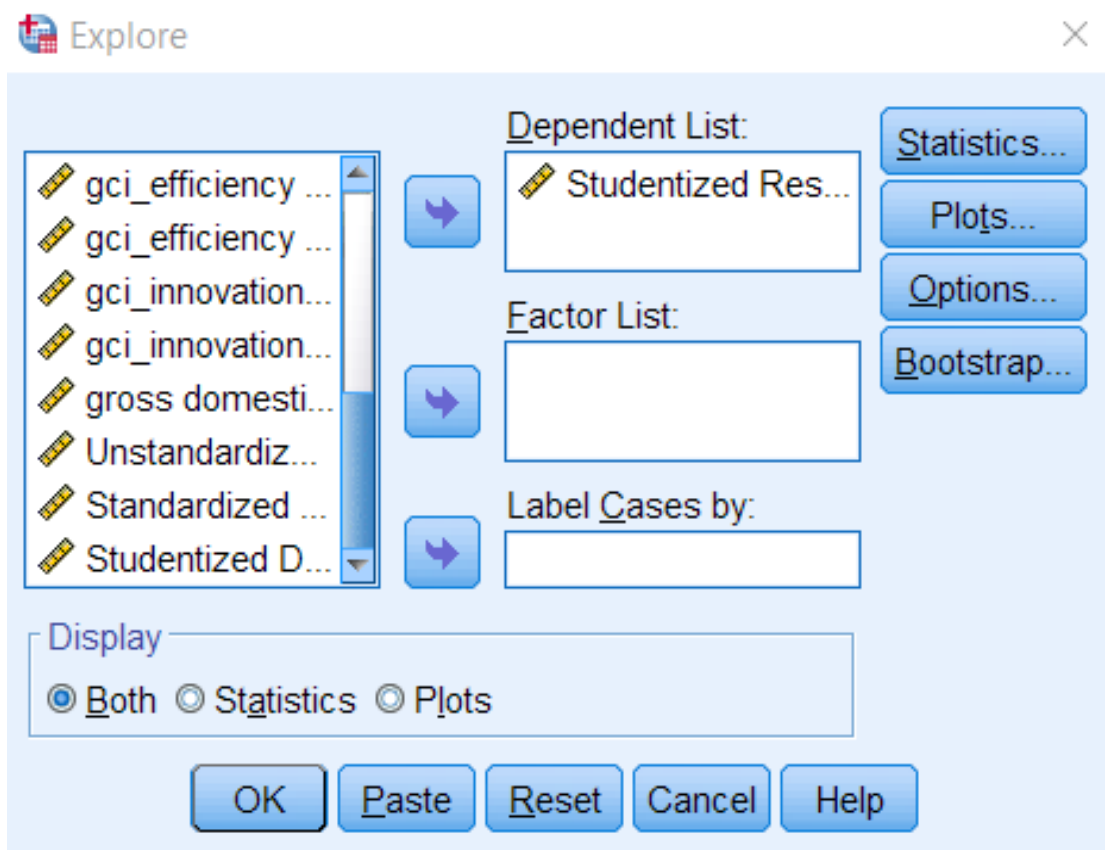 Explore
gci_efficiency ...
gci_efficiency ...
gci_innovation...
gci_innovation...
gross domesti...
Unstandardiz...
Standardized ...
Studentized D...
Dependent List:
Studentized Res...
Factor List:
Label Cases by:
Statistics...
Plots...
Options...
Bootstrap...
Display
Both Statistics Plots
OK Paste Reset Cancel Help